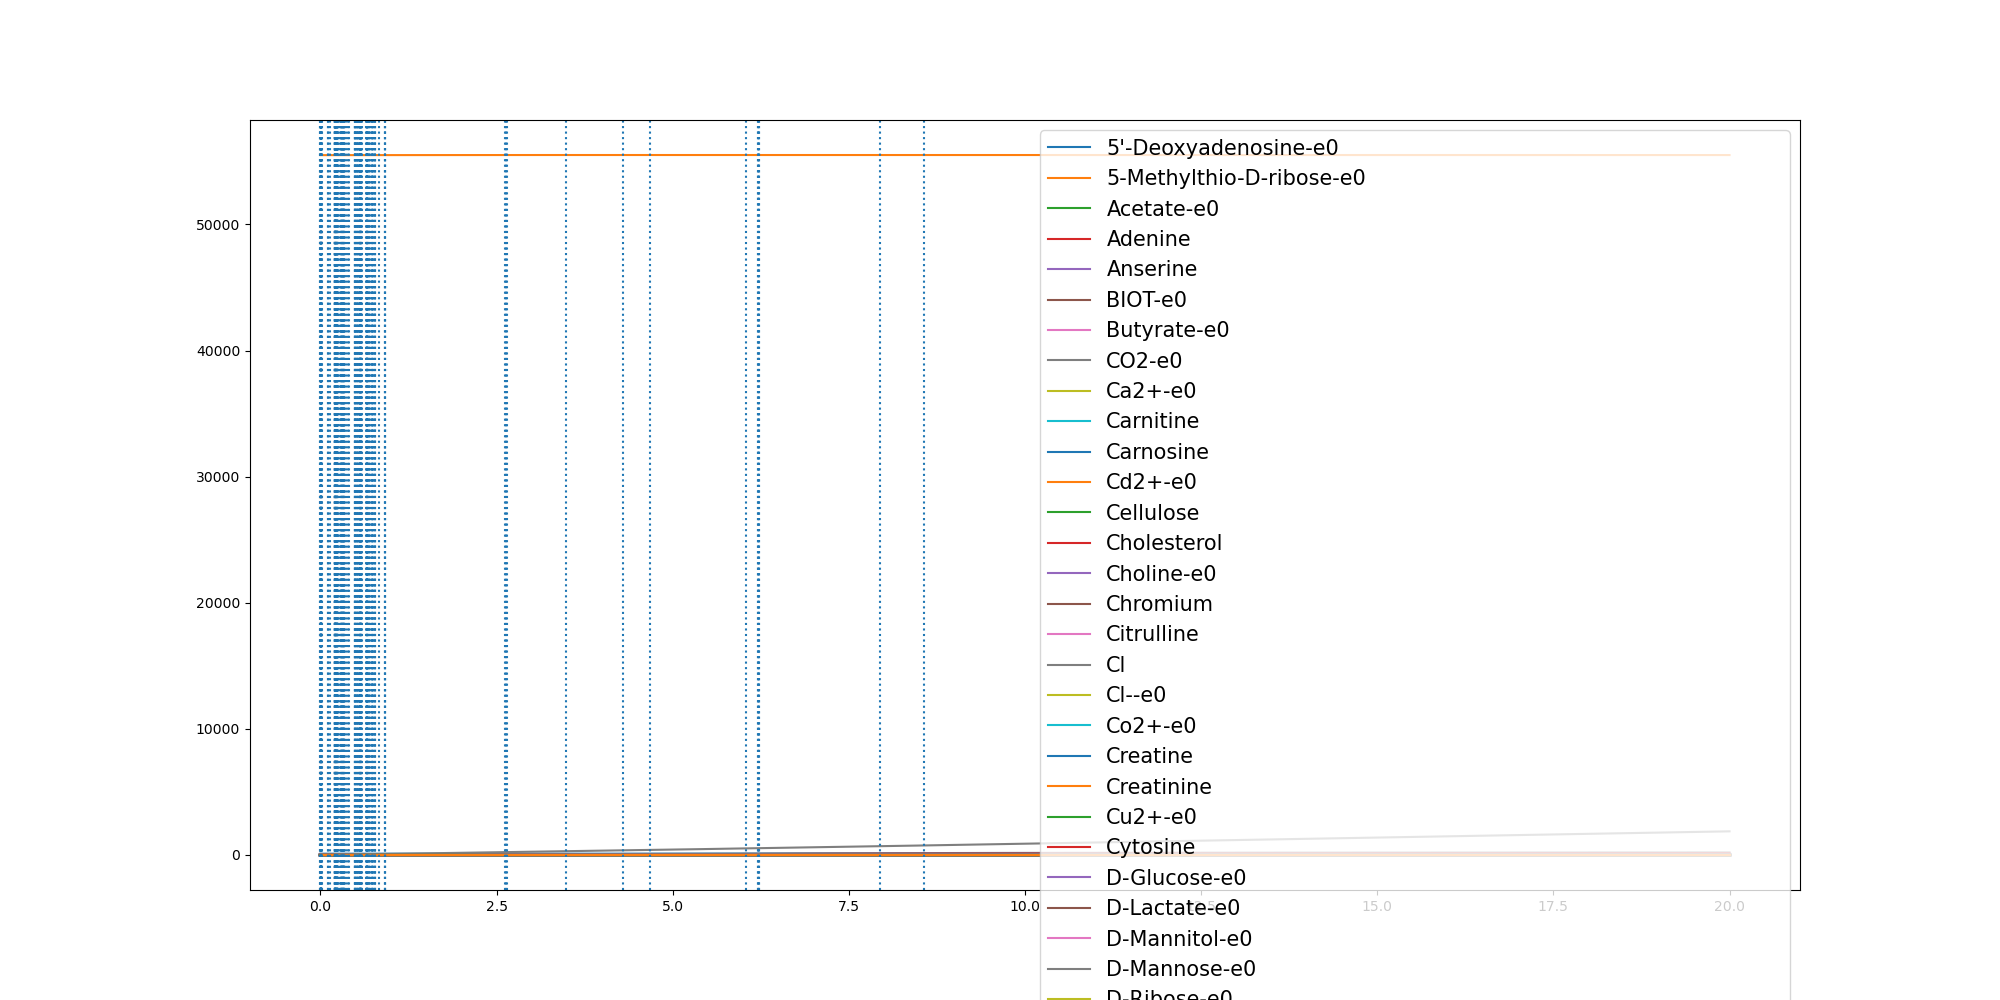 50000
40000
30000
20000
10000
0
0.0
2.5
5.0
7.5
10.0
15.0
17.5
20.0
5'-Deoxyadenosine-e0
5-Methylthio-D-ribose-e0
Acetate-e0
Adenine
Anserine
BIOT-e0
Butyrate-e0
CO2-e0
Ca2+-e0
Carnitine
Carnosine
Cd2+-e0
Cellulose
Cholesterol
Choline-e0
Chromium
Citrulline
Cl
Cl--e0
Co2+-e0
Creatine
Creatinine
Cu2+-e0
Cytosine
D-Glucose-e0
D-Lactate-e0
D-Mannitol-e0
D-Mannose-e0
D-Ribose-e0